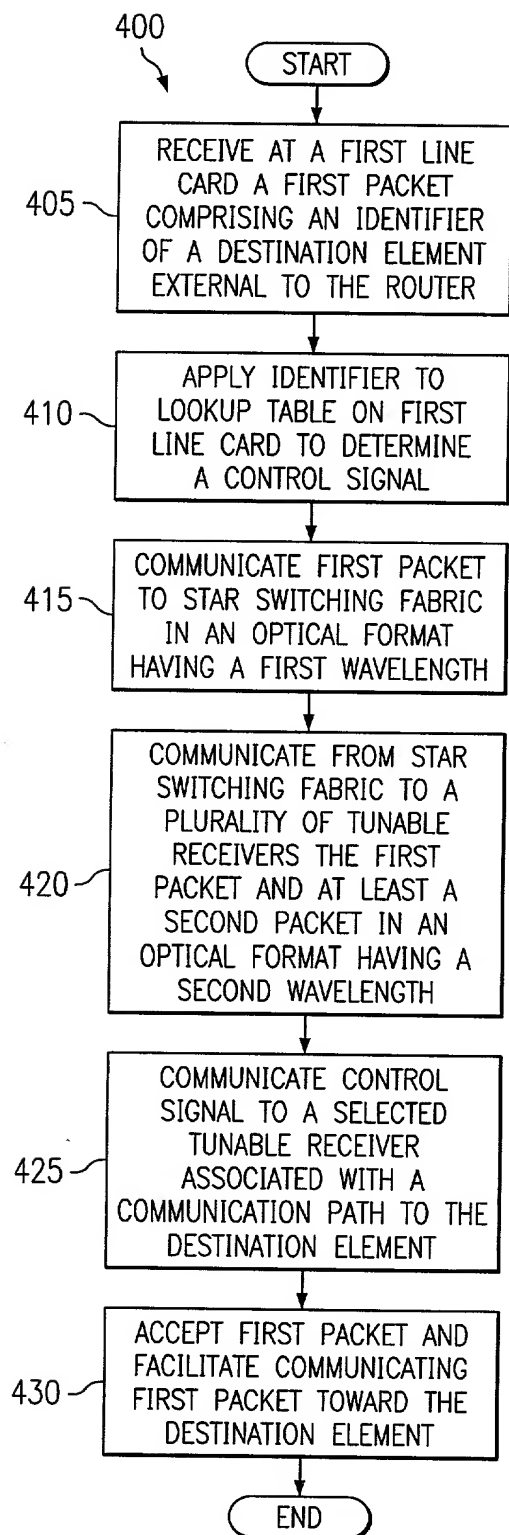 400
START
405
RECEIVE AT A FIRST LINE
CARD A FIRST PACKET
COMPRISING AN IDENTIFIER
OF A DESTINATION ELEMENT
EXTERNAL TO THE ROUTER
410
APPLY IDENTIFIER TO
LOOKUP TABLE ON FIRST
LINE CARD TO DETERMINE
A CONTROL SIGNAL
415
COMMUNICATE FIRST PACKET
TO STAR SWITCHING FABRIC
IN AN OPTICAL FORMAT
HAVING A FIRST WAVELENGTH
420
COMMUNICATE FROM STAR
SWITCHING FABRIC TO A
PLURALITY OF TUNABLE
RECEIVERS THE FIRST
PACKET AND AT LEAST A
SECOND PACKET IN AN
OPTICAL FORMAT HAVING A
SECOND WAVELENGTH
425
COMMUNICATE CONTROL
SIGNAL TO A SELECTED
TUNABLE RECEIVER
ASSOCIATED WITH A
COMMUNICATION PATH TO THE
DESTINATION ELEMENT
430
ACCEPT FIRST PACKET AND
FACILITATE COMMUNICATING
FIRST PACKET TOWARD THE
DESTINATION ELEMENT
END